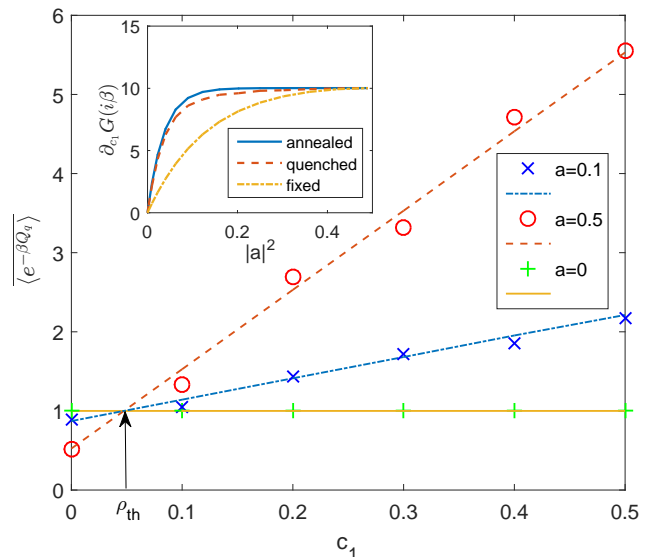 6
5
4
3
2
1
0
0
0.1
0.2
0.3
0.4
0.5
ρth
c1
⟨e^{-βQq}⟩
15
10
5
0
0
0.2
0.4
|a|²
∂c1 G(iβ)
annealed
quenched
fixed
a=0.1
a=0.5
a=0